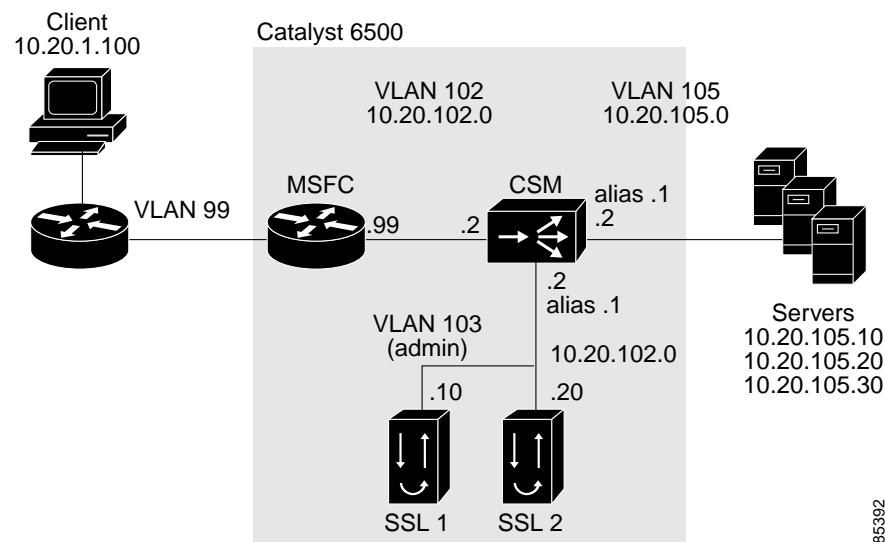 Client
10.20.1.100
Catalyst 6500
VLAN 102
10.20.102.0
VLAN 105
10.20.105.0
MSFC
CSM
VLAN 99
.99
.2
alias .1
.2
.2
alias .1
VLAN 103
(admin)
10.20.102.0
.10
.20
SSL 1
SSL 2
Servers
10.20.105.10
10.20.105.20
10.20.105.30
85392